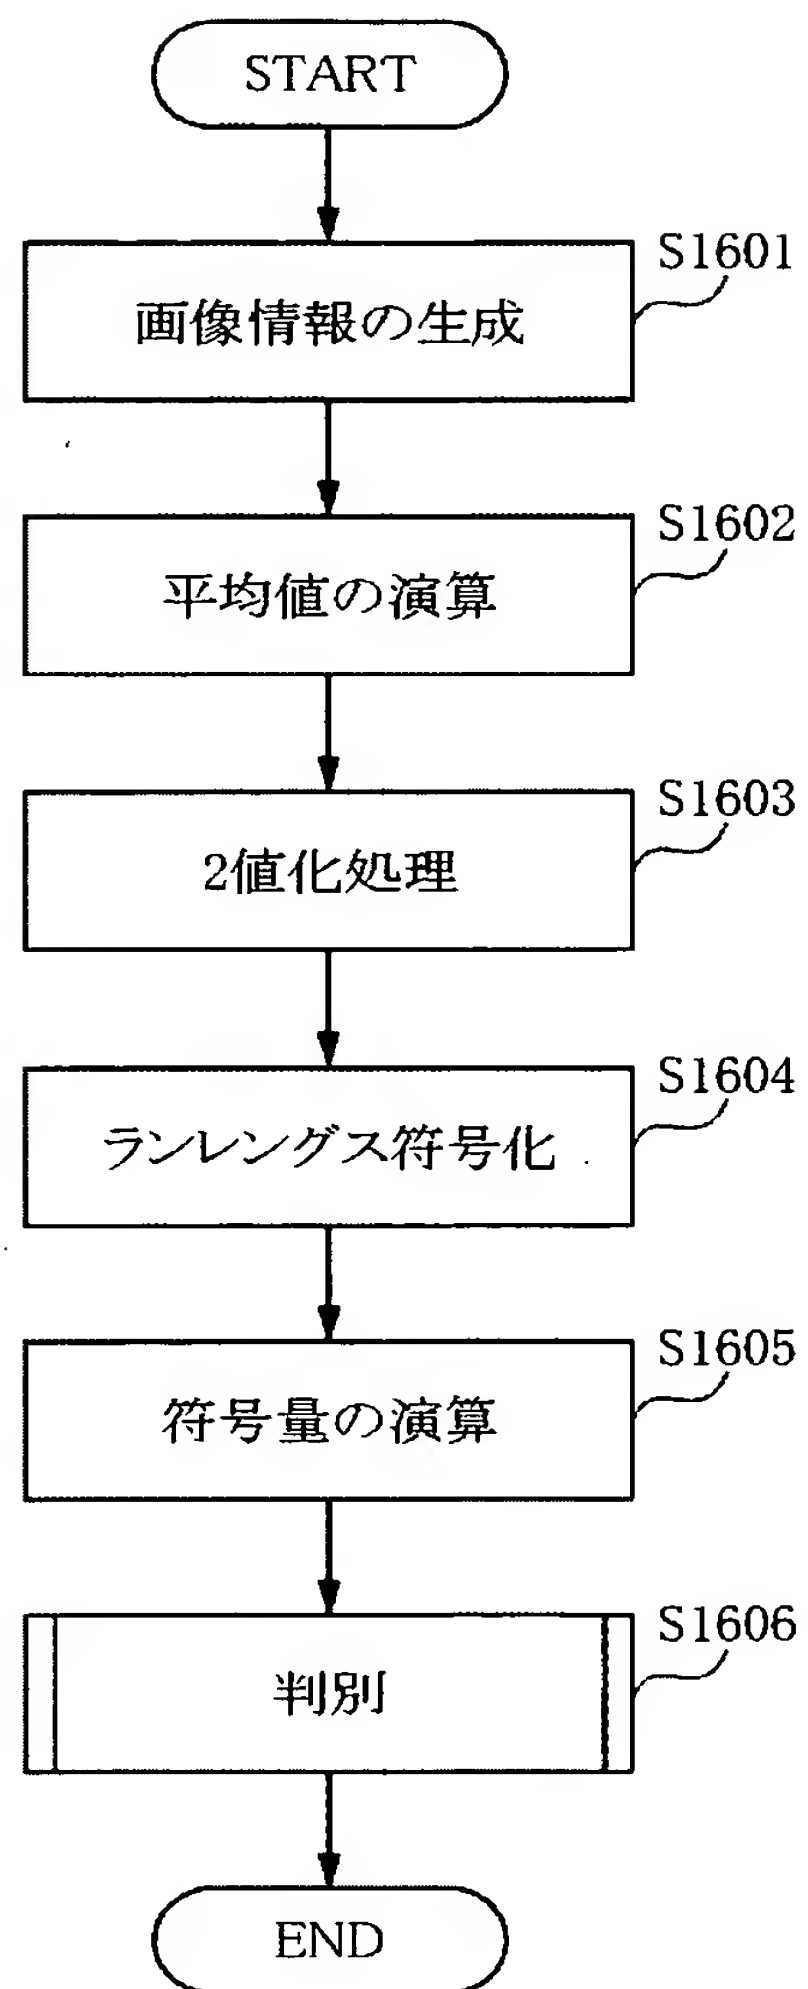 START
S1601
画像情報の生成
S1602
平均値の演算
S1603
2値化処理
S1604
ランレングス符号化
S1605
符号量の演算
S1606
判別
END